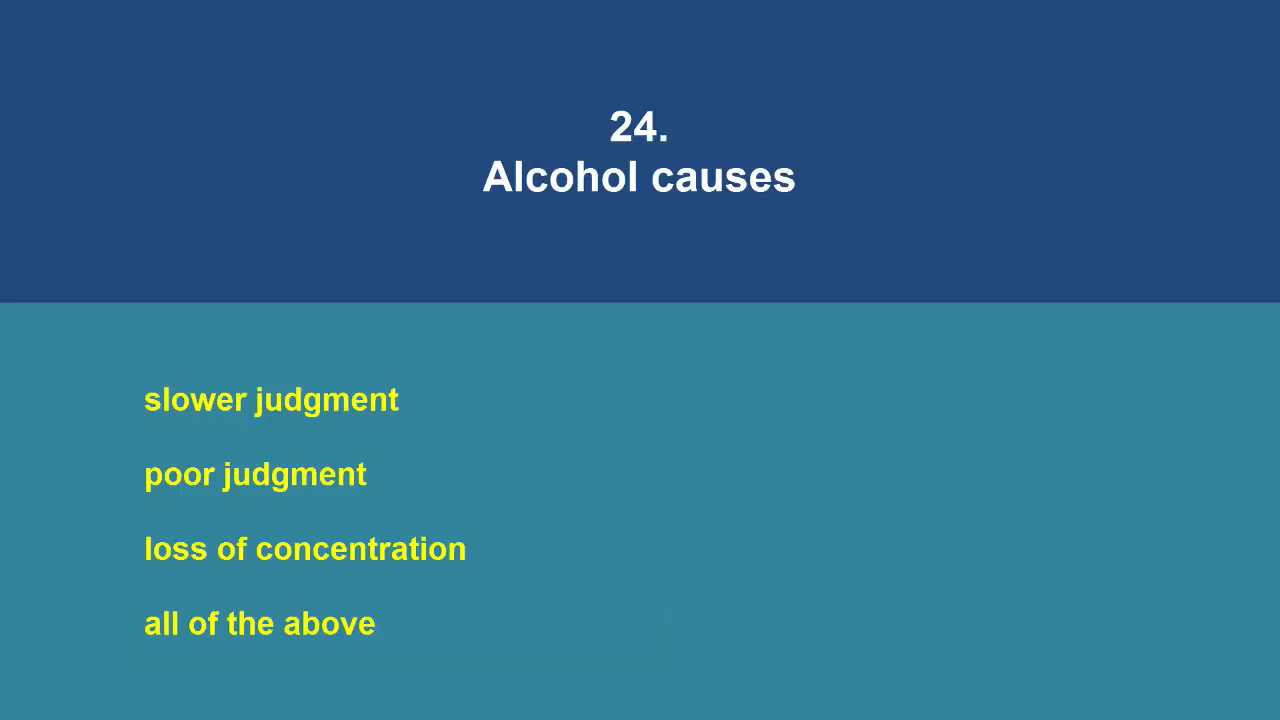 24.
Alcohol causes
slower judgment
poor judgment
loss of concentration
all of the above